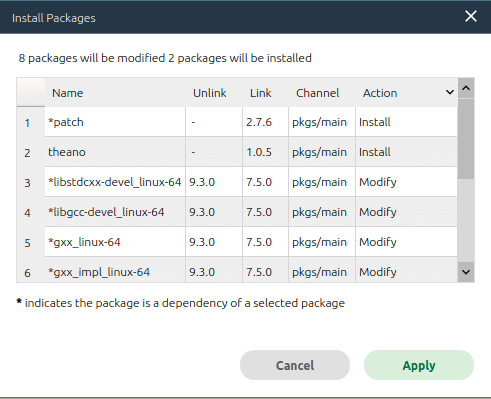 Install Packages
8 packages will be modified 2 packages will be installed
Name Unlink Link Channel Action
1 *patch - 2.7.6 pkgs/main Install
2 theano - 1.0.5 pkgs/main Install
3 *libstdcxx-devel_linux-64 9.3.0 7.5.0 pkgs/main Modify
4 *libgcc-devel_linux-64 9.3.0 7.5.0 pkgs/main Modify
5 *gxx_linux-64 9.3.0 7.5.0 pkgs/main Modify
6 *gxx_impl_linux-64 9.3.0 7.5.0 pkgs/main Modify
* indicates the package is a dependency of a selected package
Cancel Apply